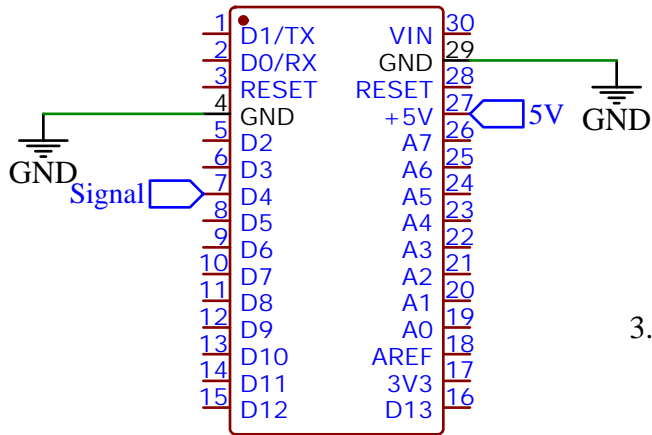 1 D1/TX VIN 30
2 D0/RX GND 29
3 RESET RESET 28
4 GND +5V 27 5V GND
5 D2 A7 26
GND
6 D3 A6 25
Signal 7 D4 A5 24
8 D5 A4 23
9 D6 A3 22
10 D7 A2 21
11 D8 A1 20
12 D9 A0 19
3.
13 D10 AREF 18
14 D11 3V3 17
15 D12 D13 16